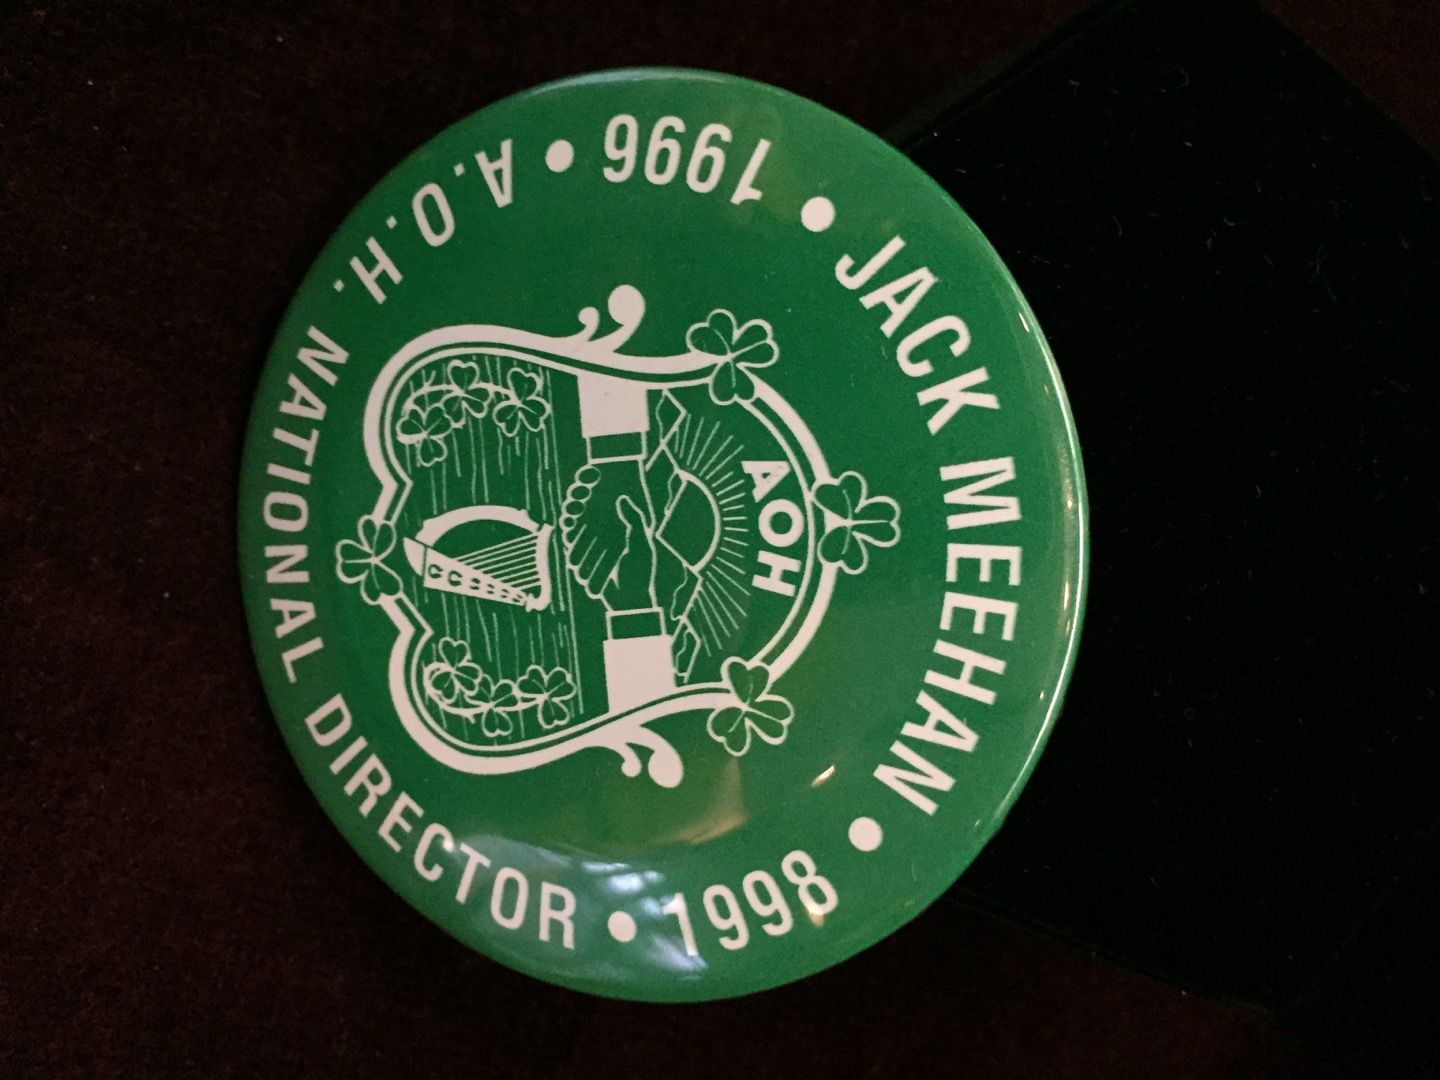 JACK MEEHAN
1996 • • 1998
AOH
A.O.H. NATIONAL DIRECTOR